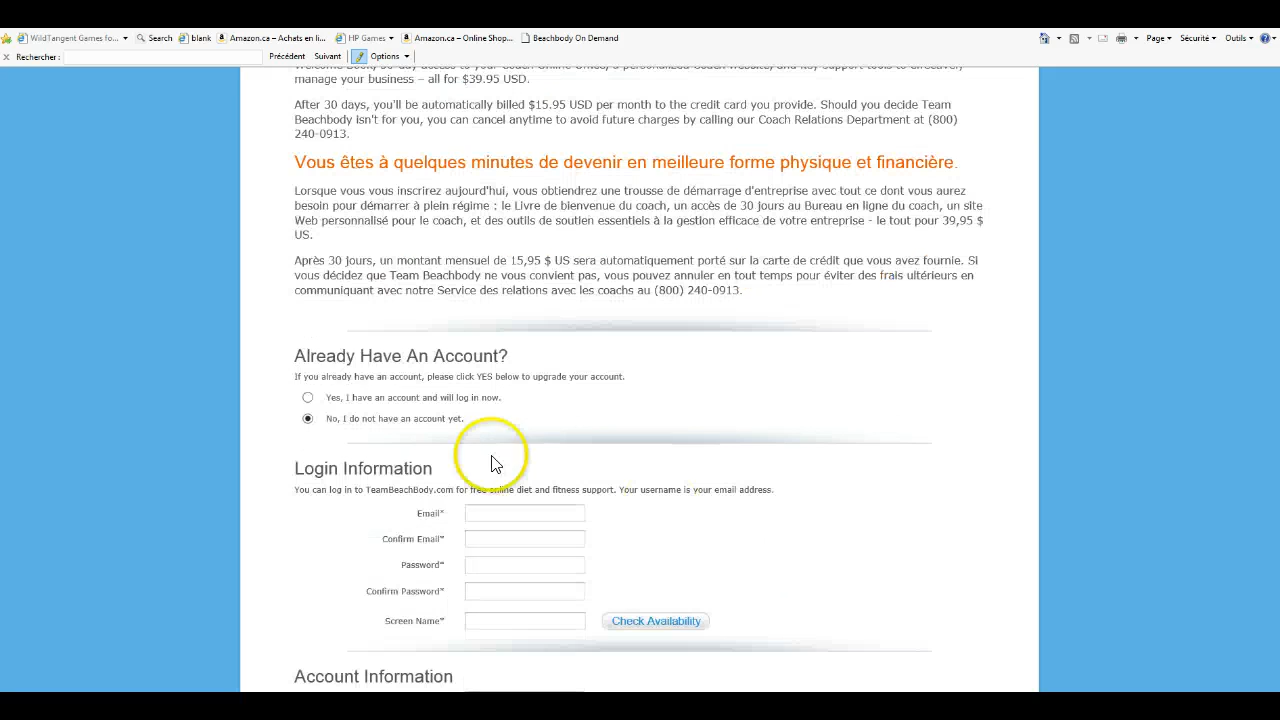 WildTangent Games fo... Search blank Amazon.ca – Achats en li... HP Games Amazon.ca – Online Shop... Beachbody On Demand Page Sécurité Outils
Rechercher: Précédent Suivant Options
manage your business – all for $39.95 USD.
After 30 days, you'll be automatically billed $15.95 USD per month to the credit card you provide. Should you decide Team
Beachbody isn't for you, you can cancel anytime to avoid future charges by calling our Coach Relations Department at (800)
240-0913.
Vous êtes à quelques minutes de devenir en meilleure forme physique et financière.
Lorsque vous vous inscrirez aujourd'hui, vous obtiendrez une trousse de démarrage d'entreprise avec tout ce dont vous aurez
besoin pour démarrer à plein régime : le Livre de bienvenue du coach, un accès de 30 jours au Bureau en ligne du coach, un site
Web personnalisé pour le coach, et des outils de soutien essentiels à la gestion efficace de votre entreprise - le tout pour 39,95 $
US.
Après 30 jours, un montant mensuel de 15,95 $ US sera automatiquement porté sur la carte de crédit que vous avez fournie. Si
vous décidez que Team Beachbody ne vous convient pas, vous pouvez annuler en tout temps pour éviter des frais ultérieurs en
communiquant avec notre Service des relations avec les coachs au (800) 240-0913.
Already Have An Account?
If you already have an account, please click YES below to upgrade your account.
Yes, I have an account and will log in now.
No, I do not have an account yet.
Login Information
You can log in to TeamBeachBody.com for free online diet and fitness support. Your username is your email address.
Email*
Confirm Email*
Password*
Confirm Password*
Screen Name* Check Availability
Account Information